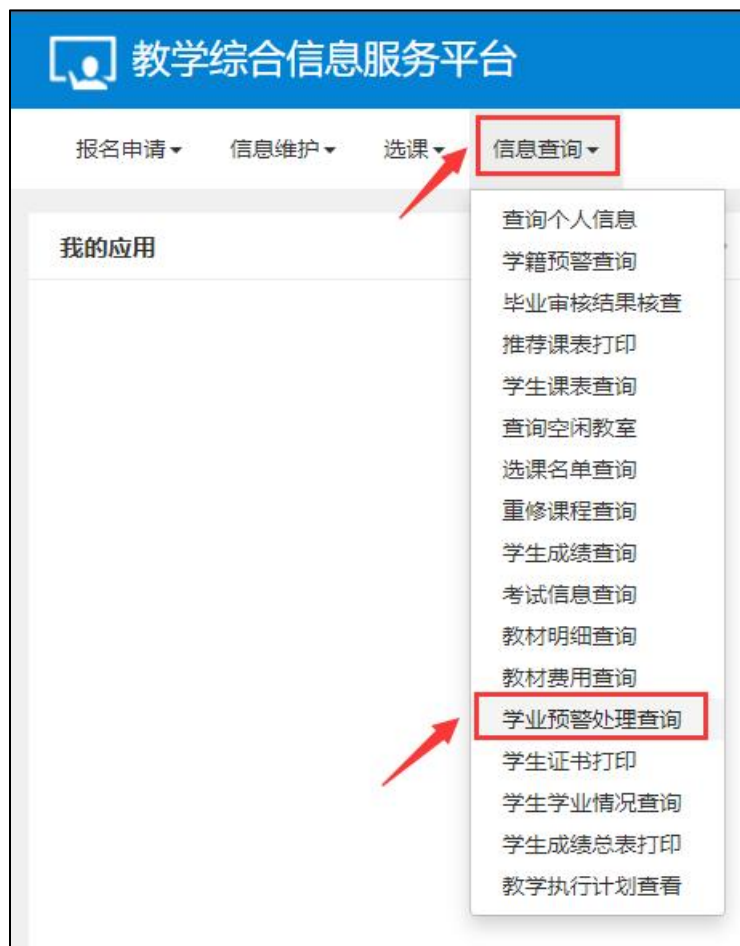 教学综合信息服务平台
报名申请 信息维护 选课 信息查询
我的应用
查询个人信息
学籍预警查询
毕业审核结果核查
推荐课表打印
学生课表查询
查询空闲教室
选课名单查询
重修课程查询
学生成绩查询
考试信息查询
教材明细查询
教材费用查询
学业预警处理查询
学生证书打印
学生学业情况查询
学生成绩总表打印
教学执行计划查看